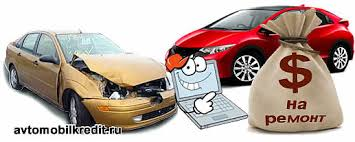 $
на
ремонт
avtomobilkredit.ru